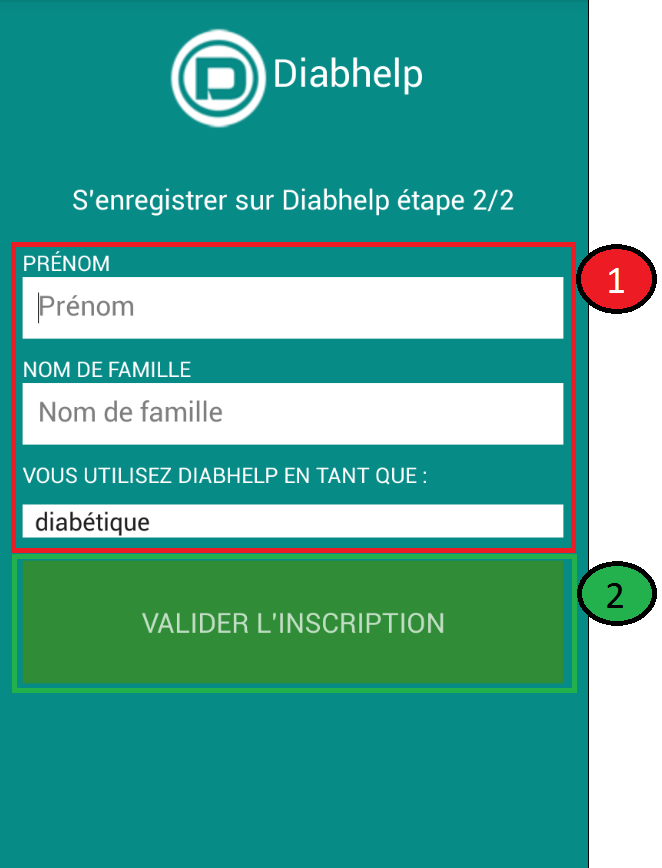 Diabhelp
S'enregistrer sur Diabhelp étape 2/2
PRÉNOM
1
Prénom
NOM DE FAMILLE
Nom de famille
VOUS UTILISEZ DIABHELP EN TANT QUE :
diabétique
2
VALIDER L'INSCRIPTION